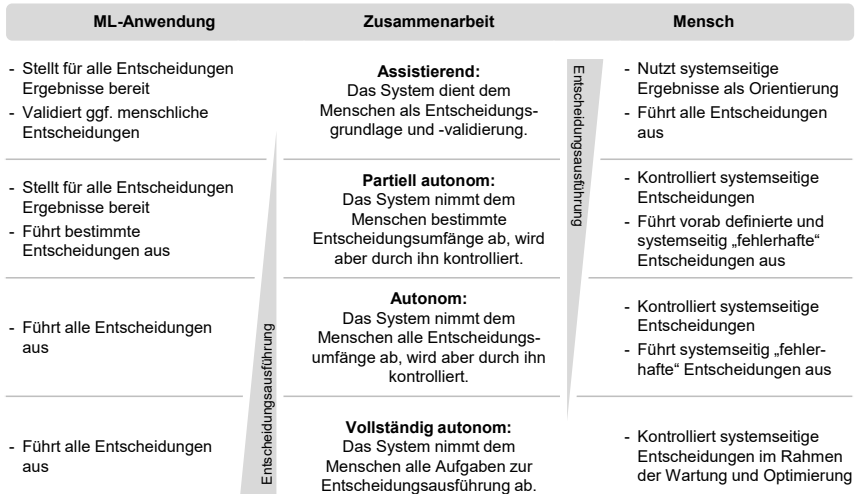 ML-Anwendung
Zusammenarbeit
Mensch
- Stellt für alle Entscheidungen
Ergebnisse bereit
- Validiert ggf. menschliche
Entscheidungen
Assistierend:
Das System dient dem
Menschen als Entscheidungs-
grundlage und -validierung.
Entscheidungsausführung
- Nutzt systemseitige
Ergebnisse als Orientierung
- Führt alle Entscheidungen
aus
- Stellt für alle Entscheidungen
Ergebnisse bereit
- Führt bestimmte
Entscheidungen aus
Partiell autonom:
Das System nimmt dem
Menschen bestimmte
Entscheidungsumfänge ab, wird
aber durch ihn kontrolliert.
- Kontrolliert systemseitige
Entscheidungen
- Führt vorab definierte und
systemseitig „fehlerhafte“
Entscheidungen aus
- Führt alle Entscheidungen
aus
Entscheidungsausführung
Autonom:
Das System nimmt dem
Menschen alle Entscheidungs-
umfänge ab, wird aber durch ihn
kontrolliert.
- Kontrolliert systemseitige
Entscheidungen
- Führt systemseitig „fehler-
hafte“ Entscheidungen aus
- Führt alle Entscheidungen
aus
Vollständig autonom:
Das System nimmt dem
Menschen alle Aufgaben zur
Entscheidungsausführung ab.
- Kontrolliert systemseitige
Entscheidungen im Rahmen
der Wartung und Optimierung